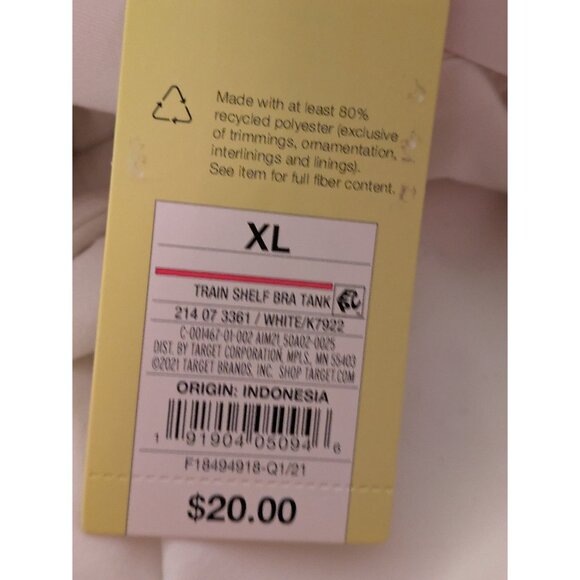 Made with at least 80%
recycled polyester (exclusive
of trimmings, ornamentation,
interlinings and linings).
See item for full fiber content.
XL
TRAIN SHELF BRA TANK
214 07 3361 / WHITE/K7922
C-001467-01-002 AIM21_50A02-0025
DIST. BY TARGET CORPORATION, MPLS, MN 55403
©2021 TARGET BRANDS, INC. SHOP TARGET.COM
ORIGIN: INDONESIA
1 91904 05094 6
F18494918-Q1/21
$20.00